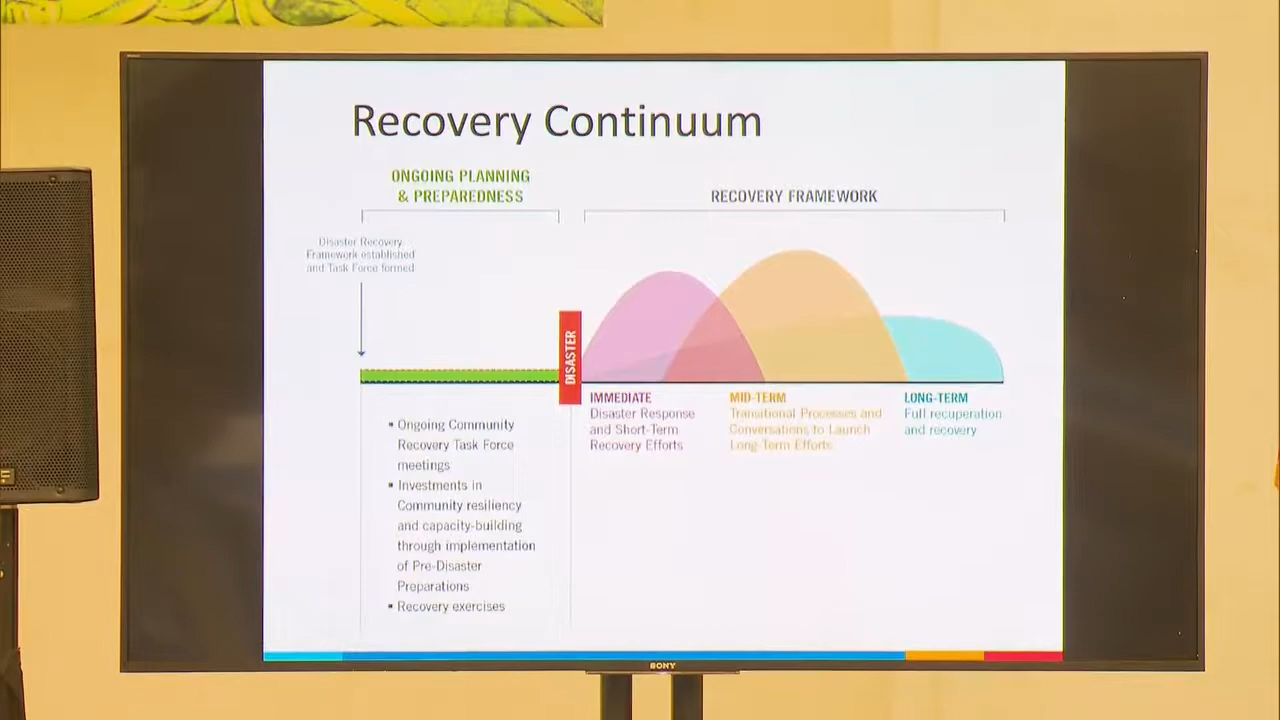 Recovery Continuum
ONGOING PLANNING
& PREPAREDNESS
RECOVERY FRAMEWORK
Disaster Recovery
Framework established
and Task Force formed
DISASTER
IMMEDIATE
Disaster Response
and Short-Term
Recovery Efforts
MID-TERM
Transitional Processes and
Conversations to Launch
Long-Term Efforts
LONG-TERM
Full recuperation
and recovery
▪ Ongoing Community
Recovery Task Force
meetings
▪ Investments in
Community resiliency
and capacity-building
through implementation
of Pre-Disaster
Preparations
▪ Recovery exercises
SONY